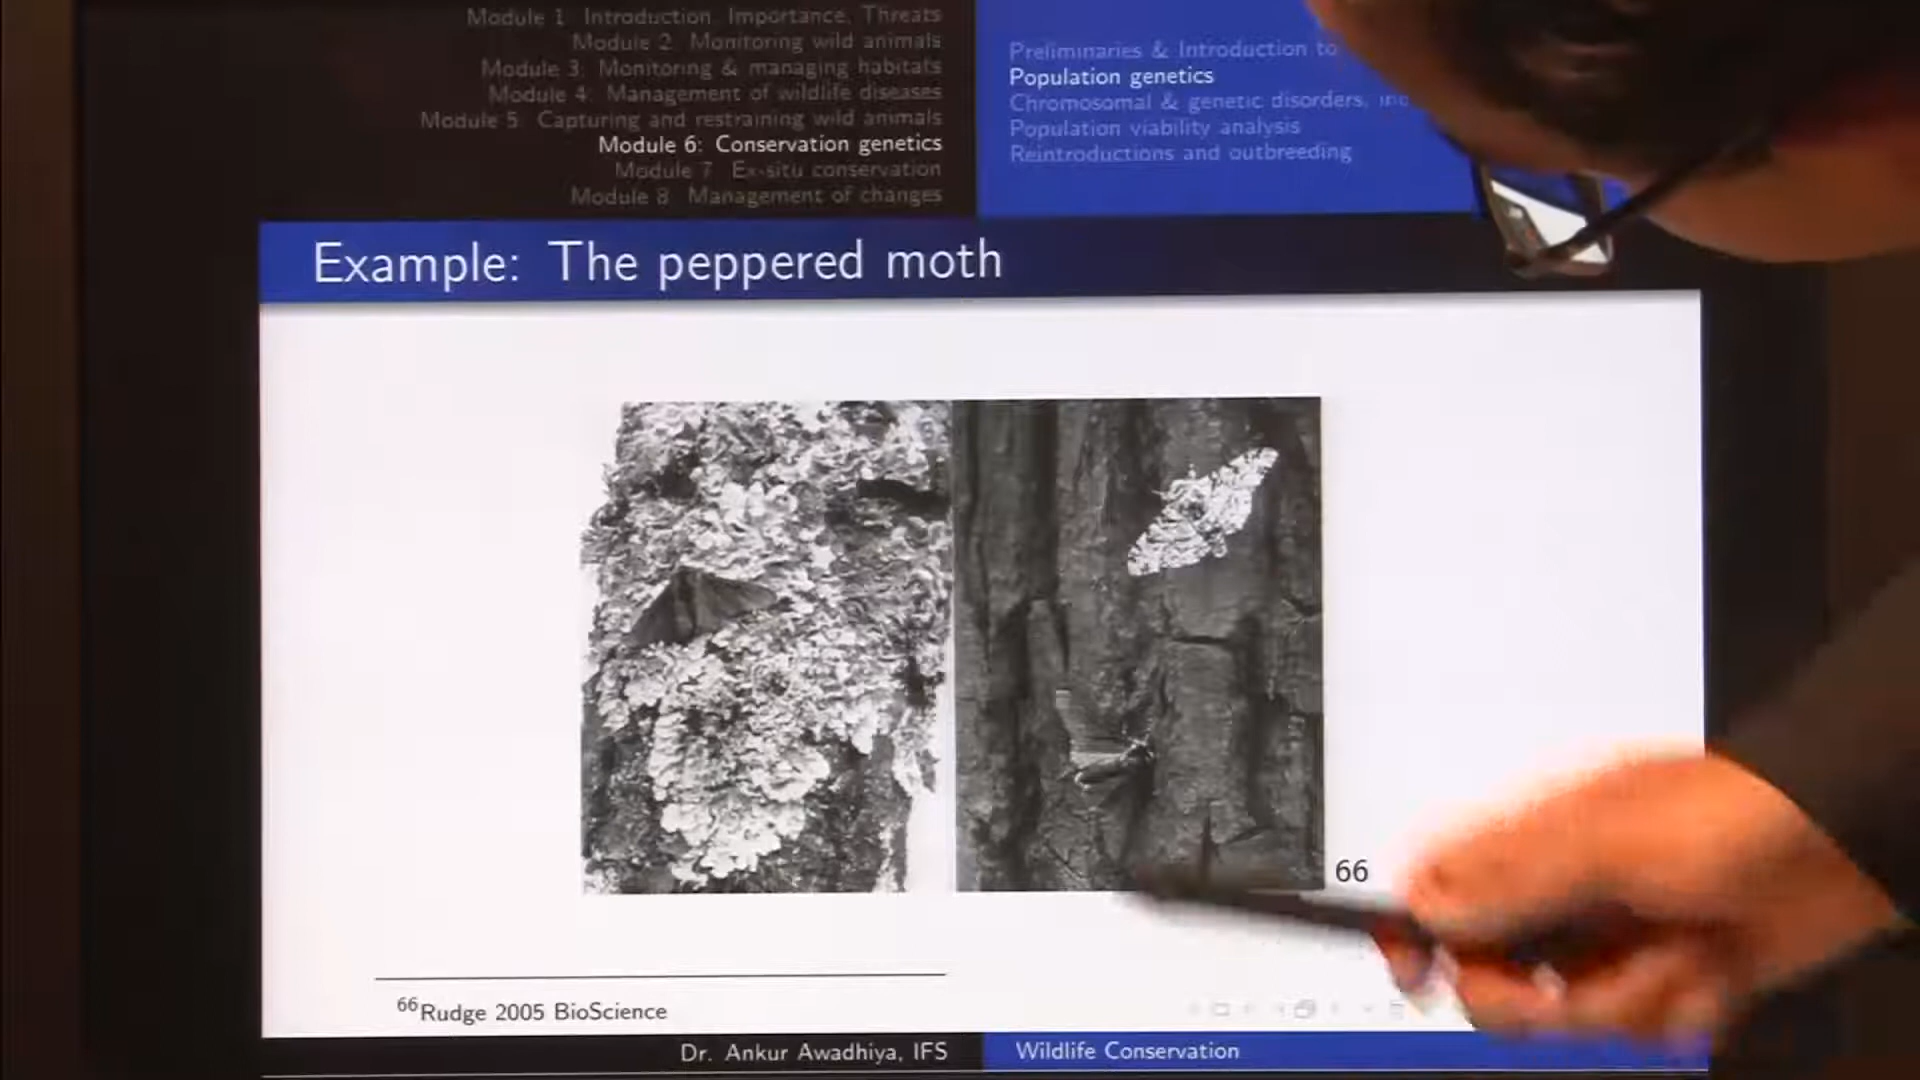 Module 1: Introduction, Importance, Threats
Module 2: Monitoring wild animals
Module 3: Monitoring & managing habitats
Module 4: Management of wildlife diseases
Module 5: Capturing and restraining wild animals
Module 6: Conservation genetics
Module 7: Ex-situ conservation
Module 8: Management of changes
Preliminaries & Introduction to
Population genetics
Chromosomal & genetic disorders,
Population viability analysis
Reintroductions and outbreeding
Example: The peppered moth
66
66Rudge 2005 BioScience
Dr. Ankur Awadhiya, IFS
Wildlife Conservation